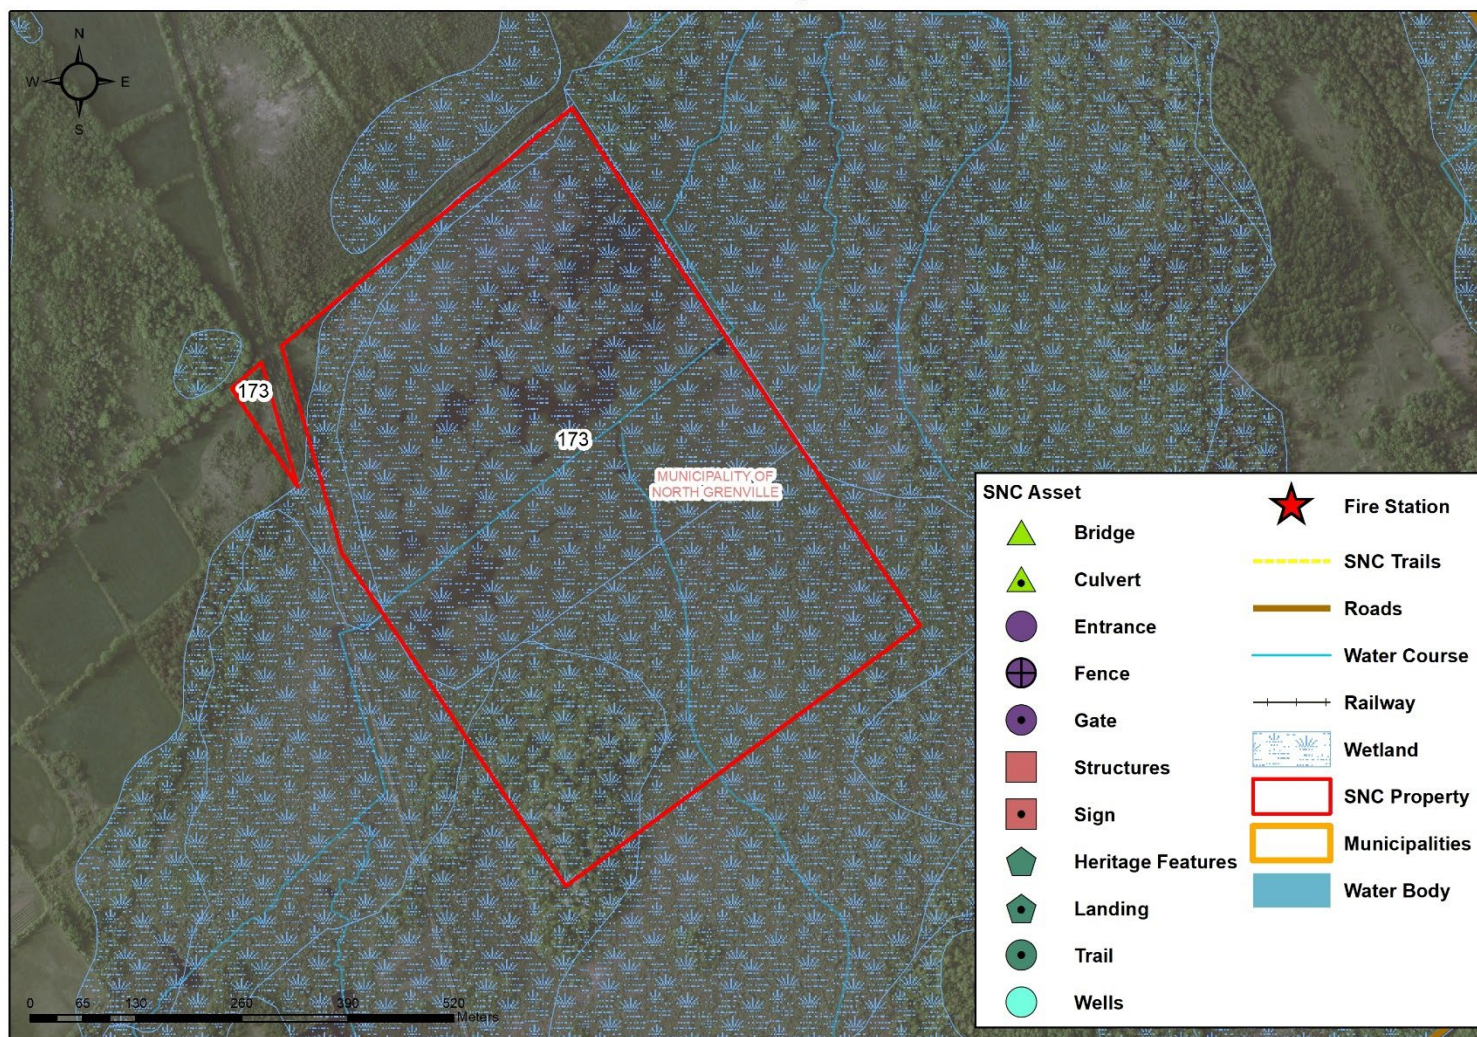 N
W E
S
173
173
MUNICIPALITY OF
NORTH GRENVILLE
SNC Asset
Bridge
Culvert
Entrance
Fence
Gate
Structures
Sign
Heritage Features
Landing
Trail
Wells
Fire Station
SNC Trails
Roads
Water Course
Railway
Wetland
SNC Property
Municipalities
Water Body
0 65 130 260 390 520
Meters